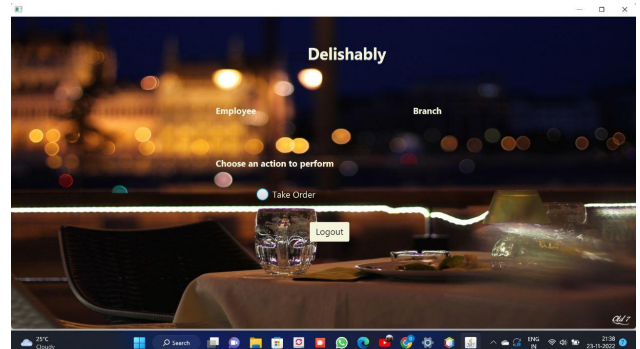 Delishably
Employee Branch
Choose an action to perform
Take Order
Logout
25°C
Cloudy
Search
ENG
IN
21:38
23-11-2022